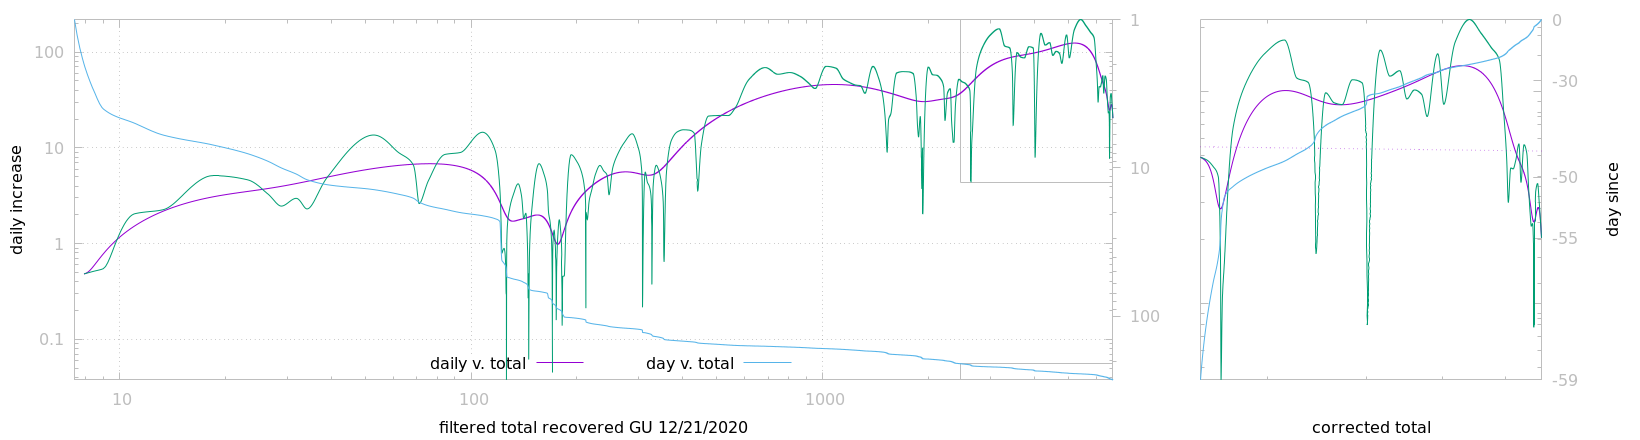 daily increase
100
10
1
0.1
daily v. total
day v. total
10
100
1000
filtered total recovered GU 12/21/2020
1
10
100
0
-30
-50
-55
-59
day since
corrected total